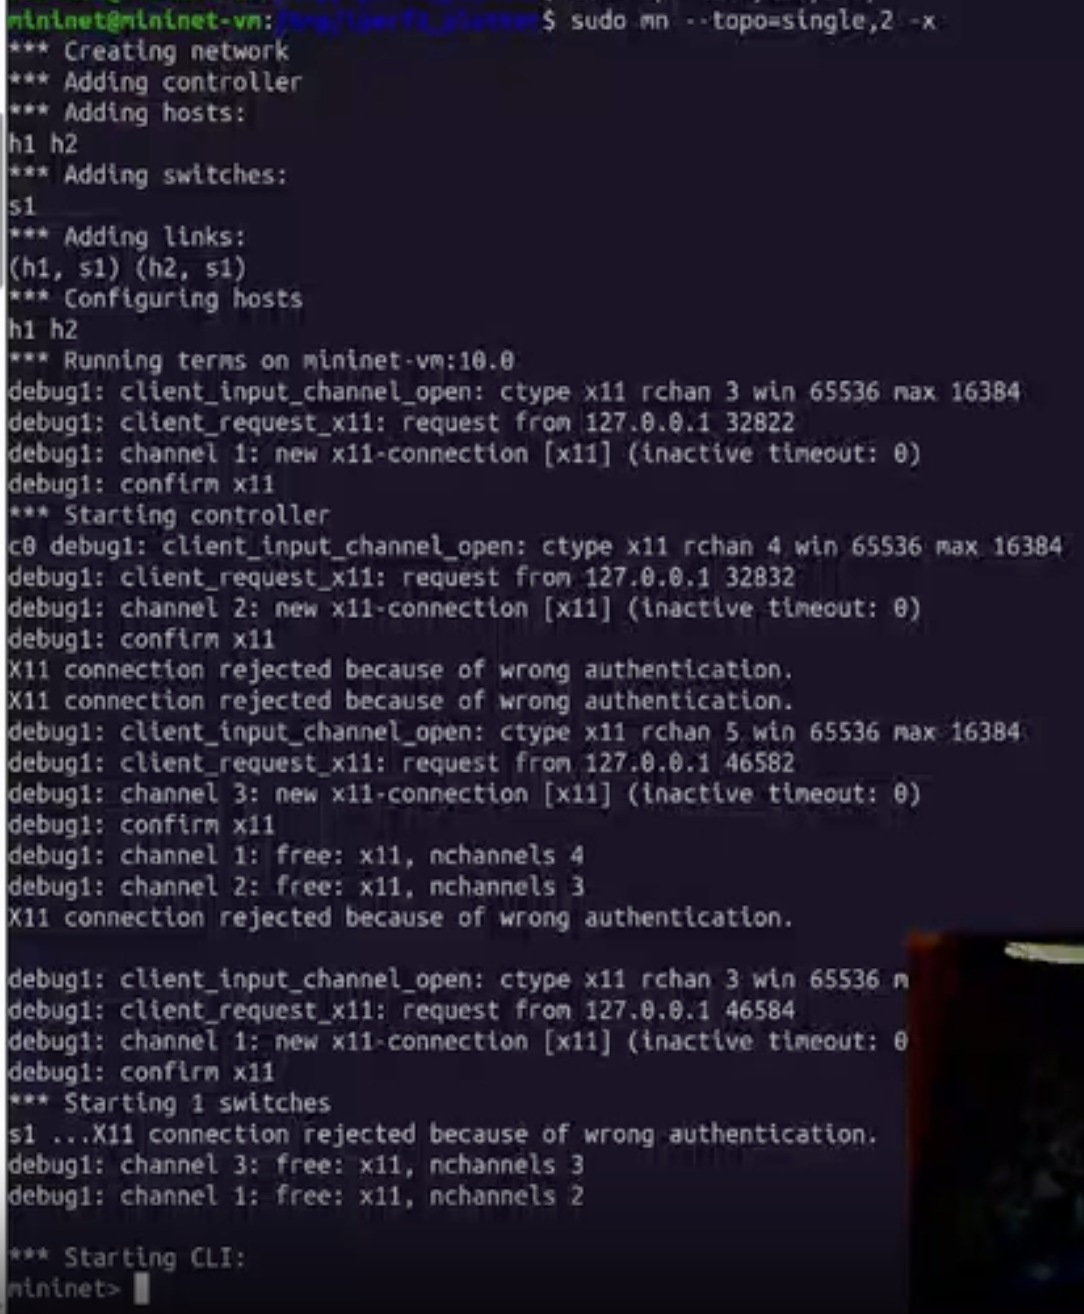 mininet@mininet-vm: $ sudo mn --topo=single,2 -x
*** Creating network
*** Adding controller
*** Adding hosts:
h1 h2
*** Adding switches:
s1
*** Adding links:
(h1, s1) (h2, s1)
*** Configuring hosts
h1 h2
*** Running terms on mininet-vm:10.0
debug1: client_input_channel_open: ctype x11 rchan 3 win 65536 max 16384
debug1: client_request_x11: request from 127.0.0.1 32822
debug1: channel 1: new x11-connection [x11] (inactive timeout: 0)
debug1: confirm x11
*** Starting controller
c0 debug1: client_input_channel_open: ctype x11 rchan 4 win 65536 max 16384
debug1: client_request_x11: request from 127.0.0.1 32832
debug1: channel 2: new x11-connection [x11] (inactive timeout: 0)
debug1: confirm x11
X11 connection rejected because of wrong authentication.
X11 connection rejected because of wrong authentication.
debug1: client_input_channel_open: ctype x11 rchan 5 win 65536 max 16384
debug1: client_request_x11: request from 127.0.0.1 46582
debug1: channel 3: new x11-connection [x11] (inactive timeout: 0)
debug1: confirm x11
debug1: channel 1: free: x11, nchannels 4
debug1: channel 2: free: x11, nchannels 3
X11 connection rejected because of wrong authentication.
debug1: client_input_channel_open: ctype x11 rchan 3 win 65536 m
debug1: client_request_x11: request from 127.0.0.1 46584
debug1: channel 1: new x11-connection [x11] (inactive timeout: 0
debug1: confirm x11
*** Starting 1 switches
s1 ...X11 connection rejected because of wrong authentication.
debug1: channel 3: free: x11, nchannels 3
debug1: channel 1: free: x11, nchannels 2
*** Starting CLI:
mininet>